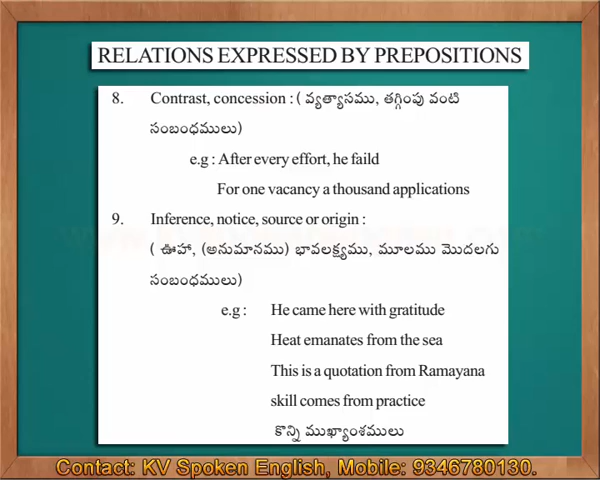 RELATIONS EXPRESSED BY PREPOSITIONS
8. Contrast, concession : ( వ్యత్యాసము, తగ్గింపు వంటి
సంబంధములు)
e.g : After every effort, he faild
For one vacancy a thousand applications
9. Inference, notice, source or origin :
( ఊహా, (అనుమానము) భావలక్ష్యము, మూలము మొదలగు
సంబంధములు)
e.g : He came here with gratitude
Heat emanates from the sea
This is a quotation from Ramayana
skill comes from practice
కొన్ని ముఖ్యాంశములు
Contact: KV Spoken English, Mobile: 9346780130.